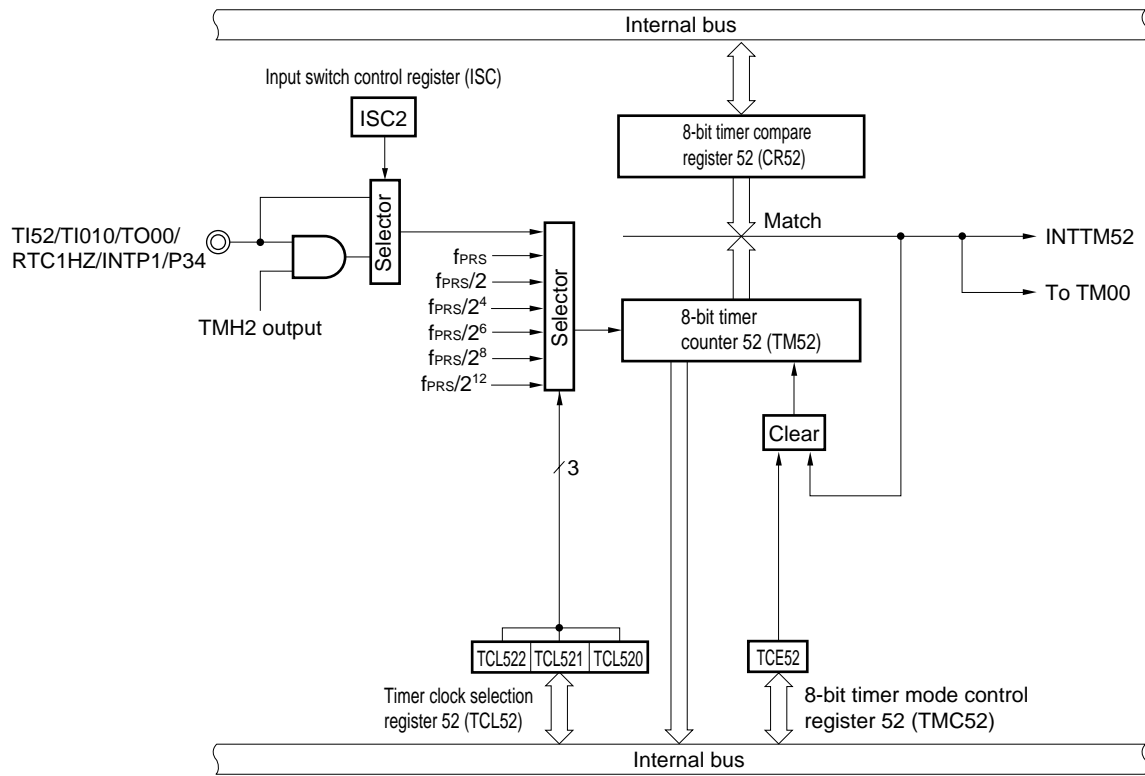 Internal bus
Input switch control register (ISC)
ISC2
8-bit timer compare
register 52 (CR52)
Selector
TI52/TI010/TO00/
RTC1HZ/INTP1/P34
TMH2 output
Match
INTTM52
To TM00
fPRS
fPRS/2
fPRS/2⁴
fPRS/2⁶
fPRS/2⁸
fPRS/2¹²
Selector
8-bit timer
counter 52 (TM52)
Clear
3
TCL522 TCL521 TCL520
TCE52
Timer clock selection
register 52 (TCL52)
8-bit timer mode control
register 52 (TMC52)
Internal bus